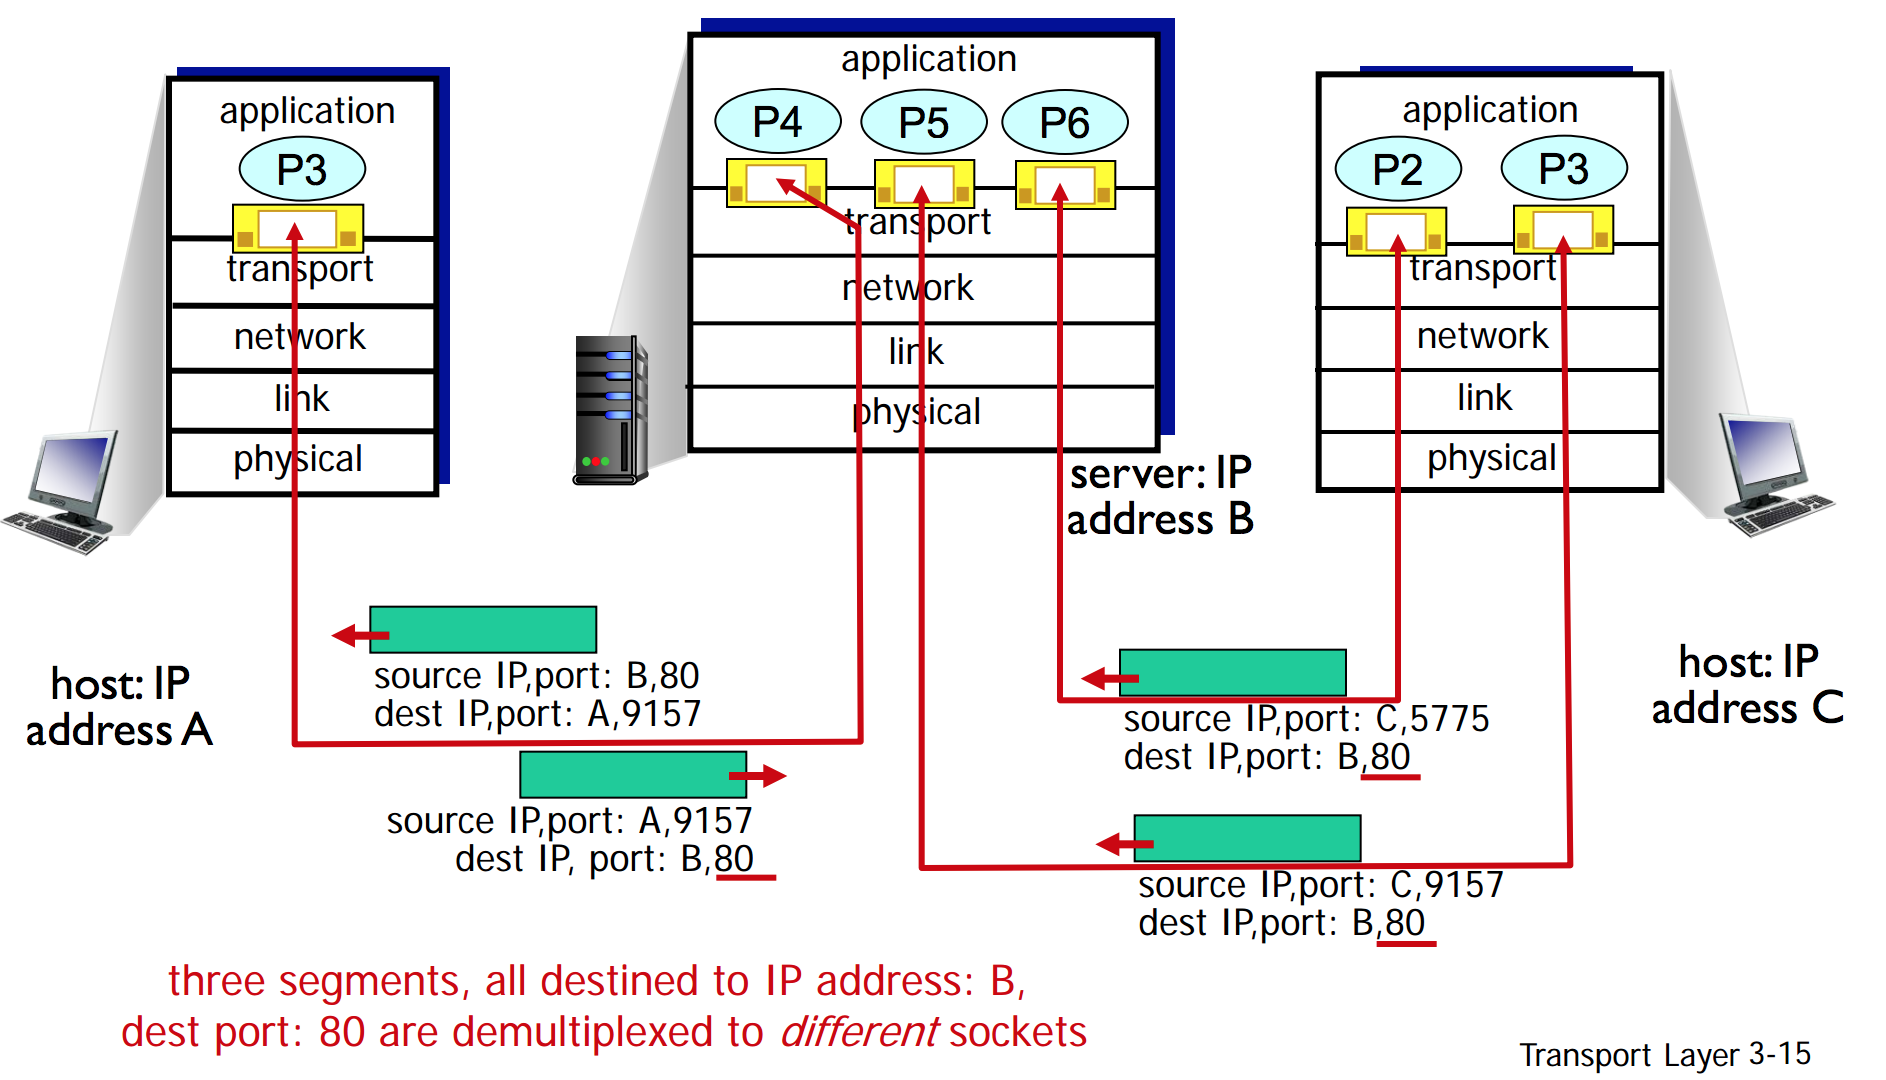 application
P3
transport
network
link
physical
host: IP
address A
application
P4
P5
P6
transport
network
link
physical
server: IP
address B
application
P2
P3
transport
network
link
physical
host: IP
address C
source IP,port: B,80
dest IP,port: A,9157
source IP,port: A,9157
dest IP, port: B,80
source IP,port: C,5775
dest IP,port: B,80
source IP,port: C,9157
dest IP,port: B,80
three segments, all destined to IP address: B,
dest port: 80 are demultiplexed to different sockets
Transport Layer 3-15